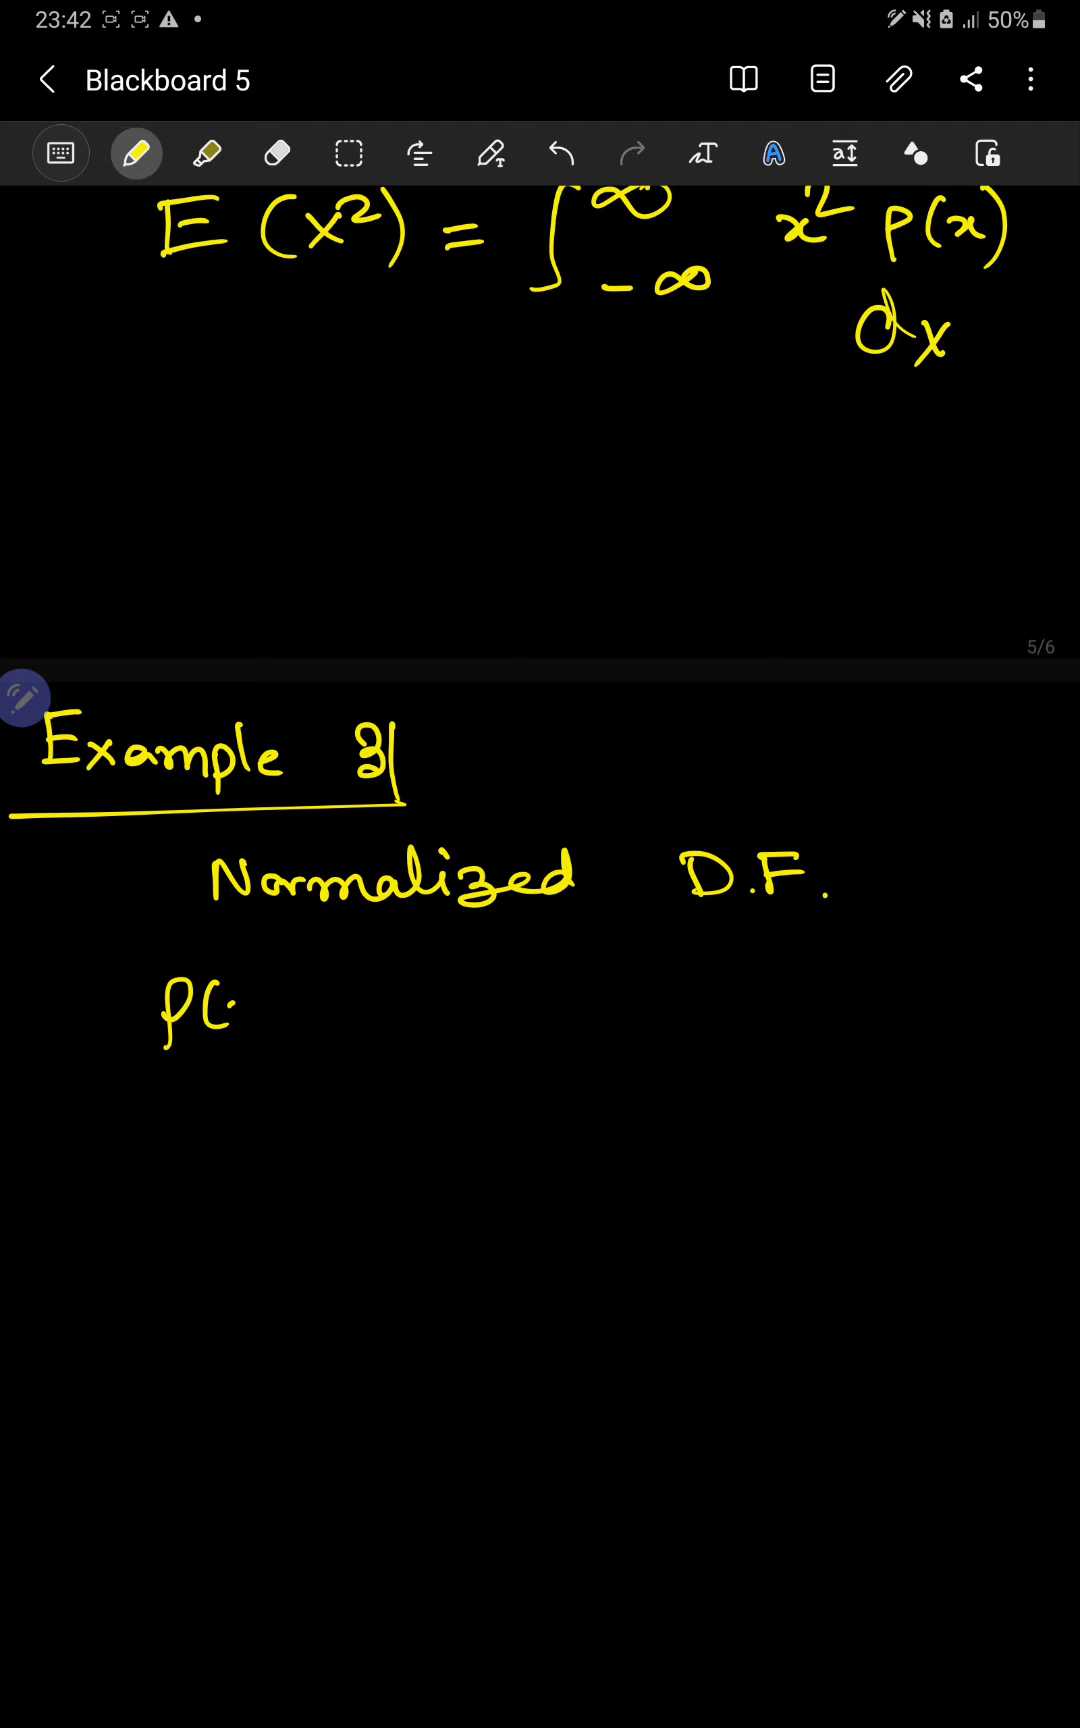 23:42 50%
Blackboard 5
E(x²) = ∫_{-∞}^{∞} x² p(x)
dx
5/6
Example 3
Normalized D.F.
p(